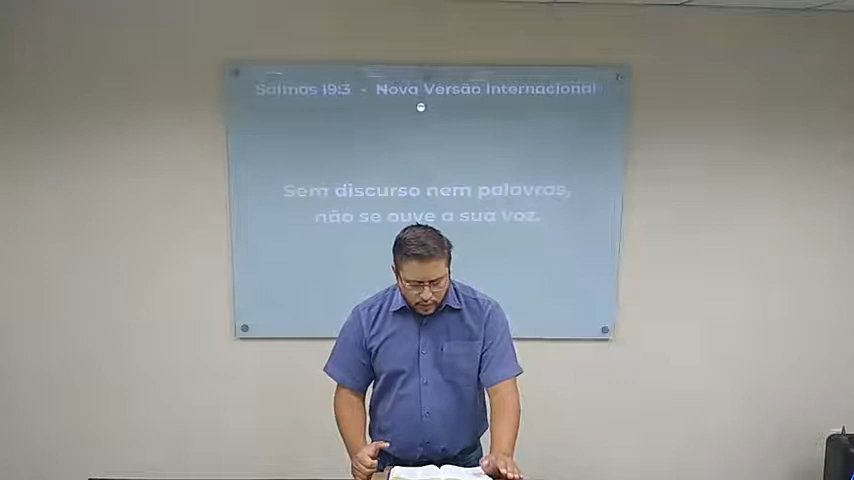 Salmos 19:3 - Nova Versão Internacional
Sem discurso nem palavras,
não se ouve a sua voz.